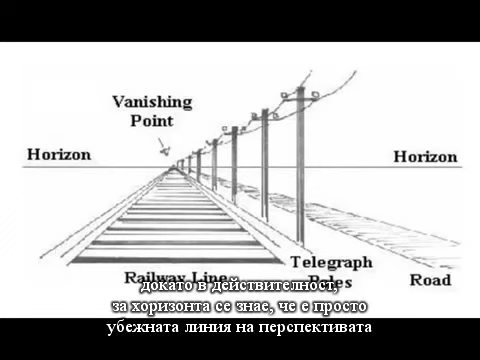 Vanishing
Point
Horizon
Horizon
Telegraph
Poles
Railway Line
Road
докато в действителност,
за хоризонта се знае, че е просто
убежната линия на перспективата